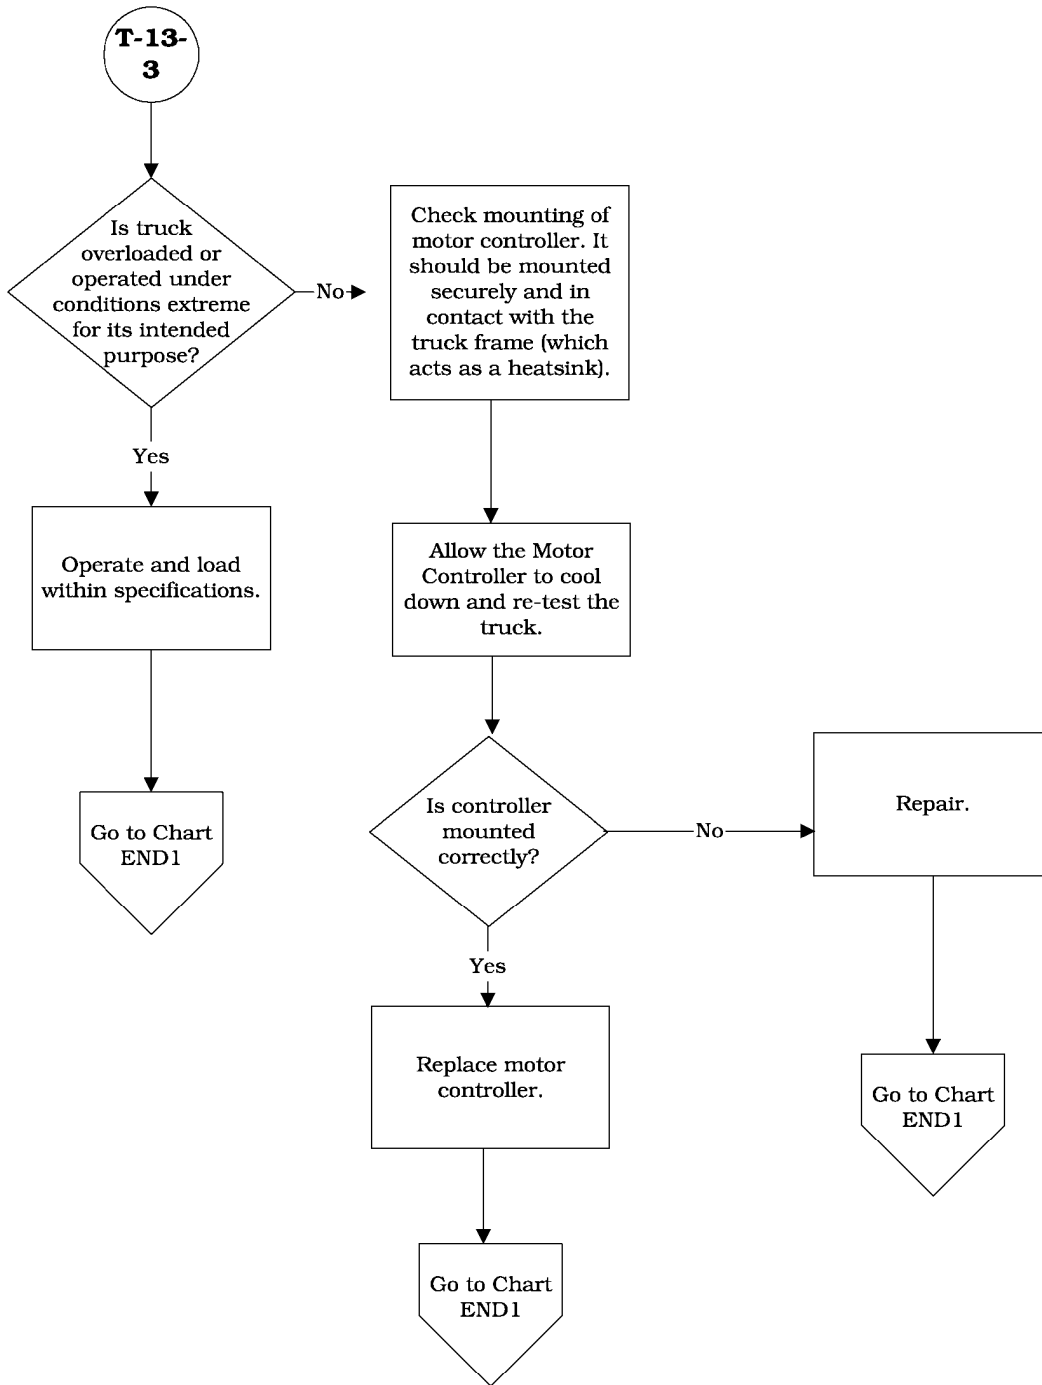 T-13-
3
Is truck
overloaded or
operated under
conditions extreme
for its intended
purpose?
No
Check mounting of
motor controller. It
should be mounted
securely and in
contact with the
truck frame (which
acts as a heatsink).
Yes
Operate and load
within specifications.
Go to Chart
END1
Allow the Motor
Controller to cool
down and re-test the
truck.
Is controller
mounted
correctly?
No
Repair.
Go to Chart
END1
Yes
Replace motor
controller.
Go to Chart
END1